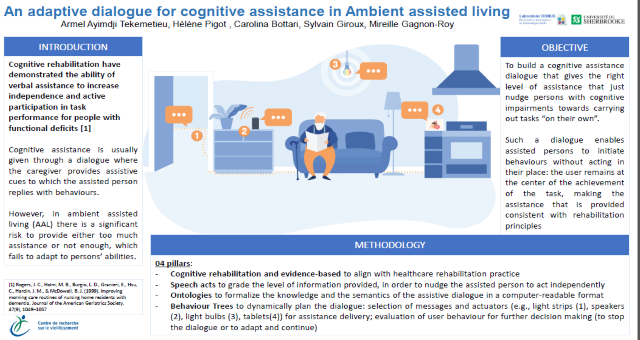 An adaptive dialogue for cognitive assistance in Ambient assisted living
Armel Ayimdji Tekemetieu, Hélène Pigot , Carolina Bottari, Sylvain Giroux, Mireille Gagnon-Roy
Laboratoire DOMUS
UNIVERSITÉ DE
SHERBROOKE
INTRODUCTION
Cognitive rehabilitation have
demonstrated the ability of
verbal assistance to increase
independence and active
participation in task
performance for people with
functional deficits [1]
Cognitive assistance is usually
given through a dialogue where
the caregiver provides assistive
cues to which the assisted person
replies with behaviours.
However, in ambient assisted
living (AAL) there is a significant
risk to provide either too much
assistance or not enough, which
fails to adapt to persons' abilities.
[1] Rogers, J. C., Holm, M. B., Burgio, L. D., Granieri, E., Hsu,
C., Hardin, J. M., & McDowell, B. J. (1999). Improving
morning care routines of nursing home residents with
dementia. Journal of the American Geriatrics Society,
47(9), 1049–1057
Centre de recherche
sur le vieillissement
1
2
3
4
OBJECTIVE
To build a cognitive assistance
dialogue that gives the right
level of assistance that just
nudge persons with cognitive
impairments towards carrying
out tasks “on their own”.
Such a dialogue enables
assisted persons to initiate
behaviours without acting in
their place: the user remains at
the center of the achievement
of the task, making the
assistance that is provided
consistent with rehabilitation
principles
METHODOLOGY
04 pillars:
- Cognitive rehabilitation and evidence-based to align with healthcare rehabilitation practice
- Speech acts to grade the level of information provided, in order to nudge the assisted person to act independently
- Ontologies to formalize the knowledge and the semantics of the assistive dialogue in a computer-readable format
- Behaviour Trees to dynamically plan the dialogue: selection of messages and actuators (e.g., light strips (1), speakers
(2), light bulbs (3), tablets(4)) for assistance delivery; evaluation of user behaviour for further decision making (to stop
the dialogue or to adapt and continue)